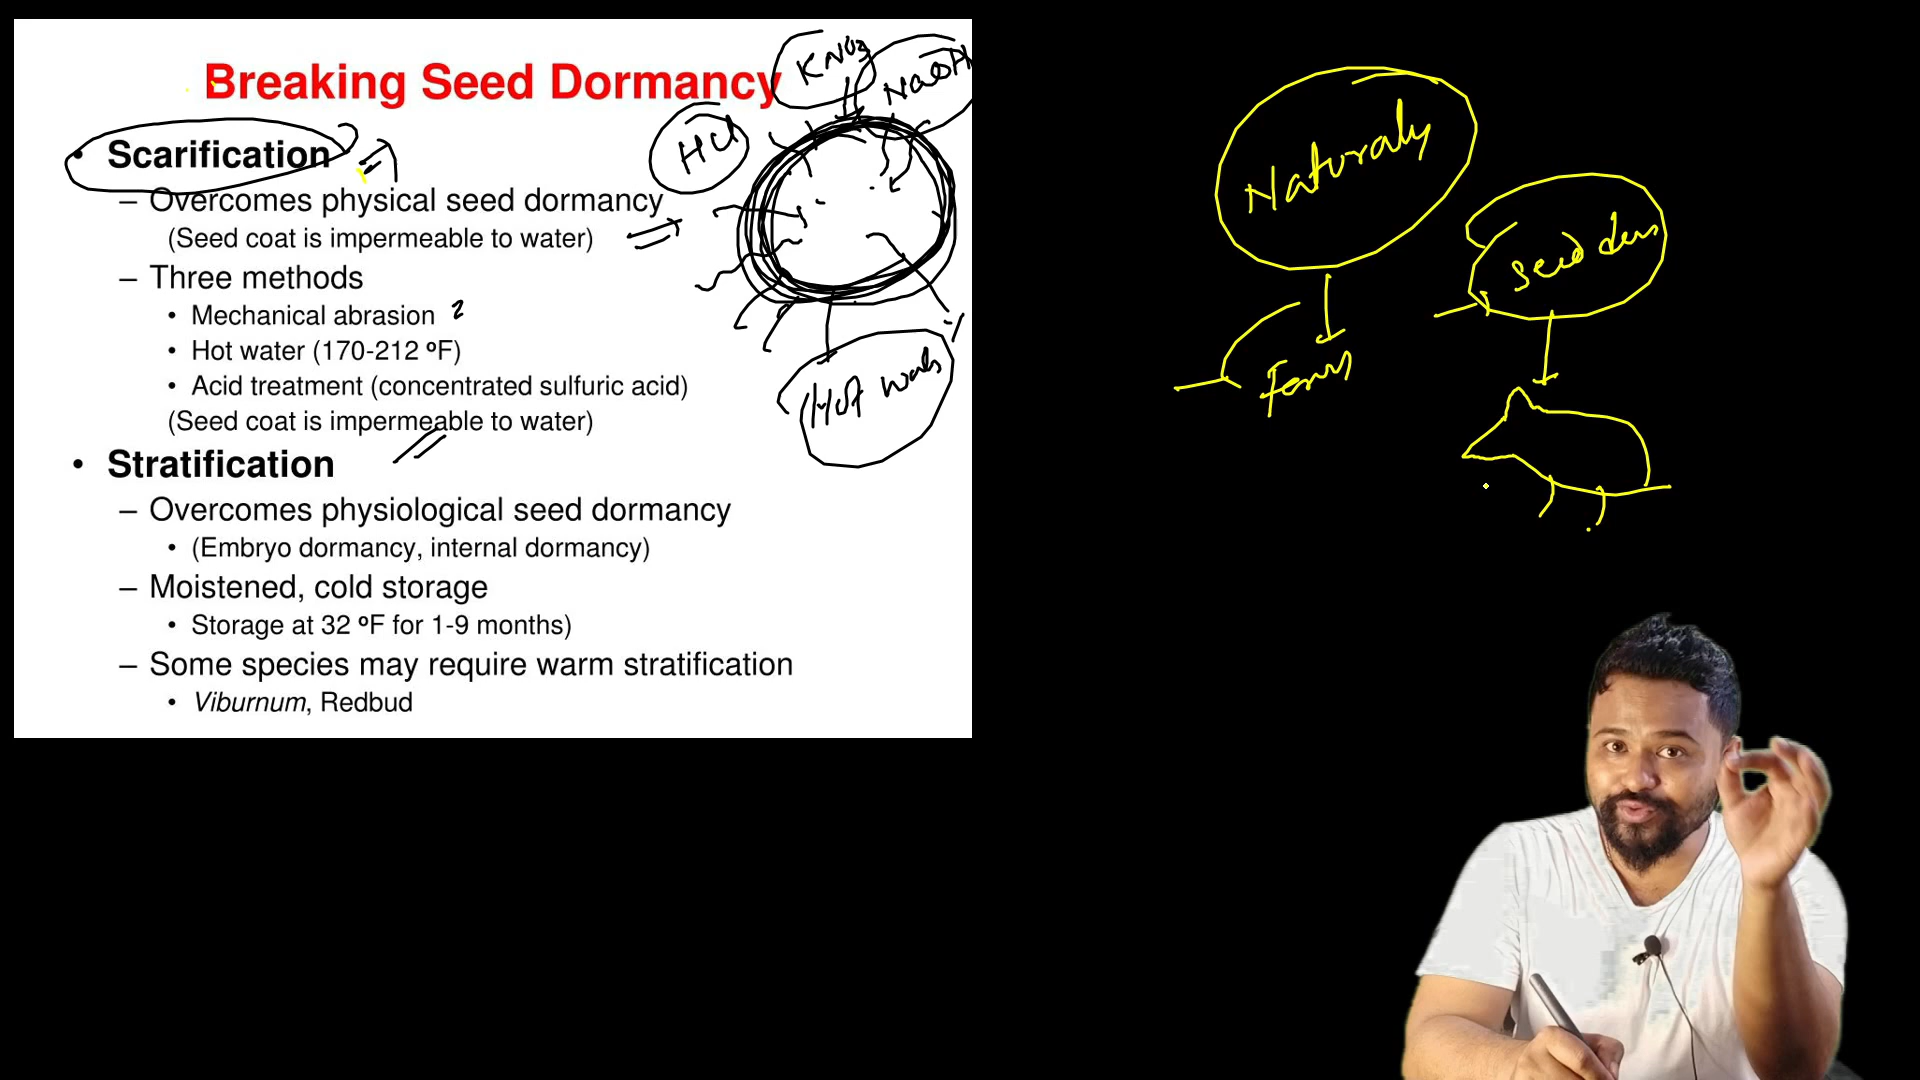 Breaking Seed Dormancy
KNO3
NaOH
HCl
• Scarification
– Overcomes physical seed dormancy
(Seed coat is impermeable to water)
– Three methods
• Mechanical abrasion
• Hot water (170-212 ºF)
• Acid treatment (concentrated sulfuric acid)
(Seed coat is impermeable to water)
Hot
• Stratification
– Overcomes physiological seed dormancy
• (Embryo dormancy, internal dormancy)
– Moistened, cold storage
• Storage at 32 ºF for 1-9 months)
– Some species may require warm stratification
• Viburnum, Redbud
Naturaly
Seed